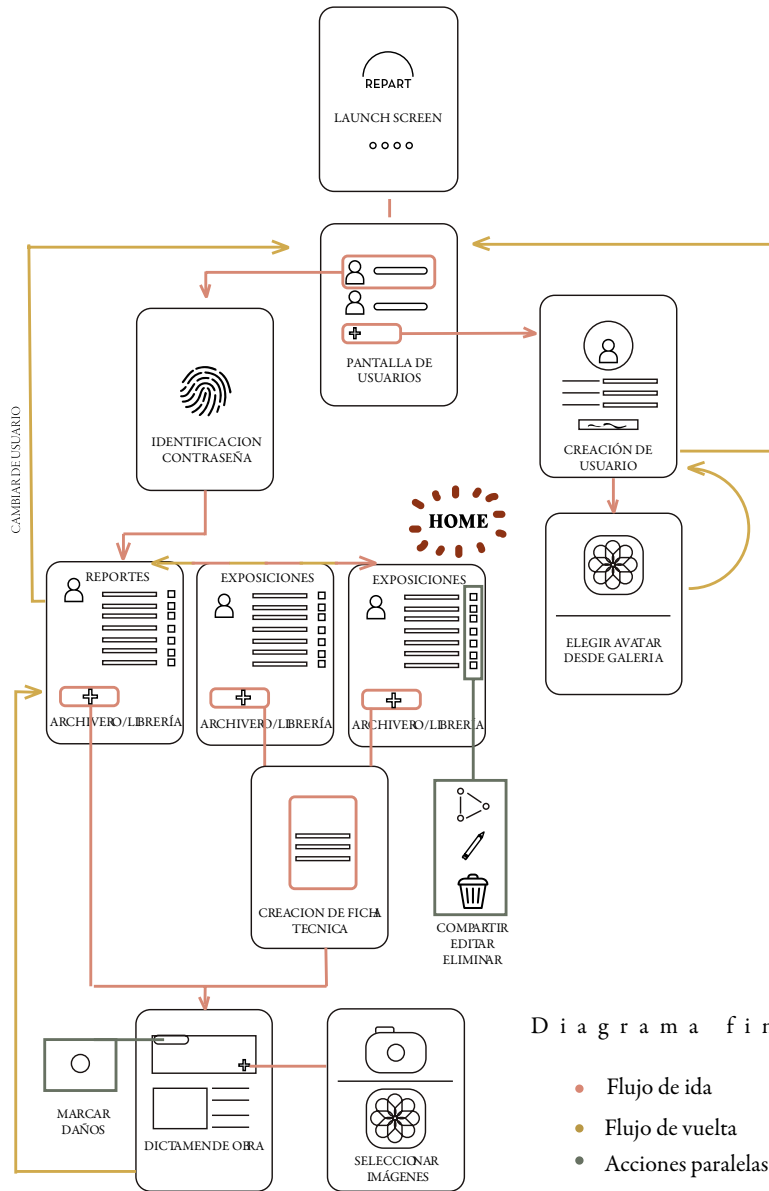 REPART
LAUNCH SCREEN
PANTALLA DE
USUARIOS
IDENTIFICACION
CONTRASEÑA
CREACIÓN DE
USUARIO
CAMBIAR DE USUARIO
HOME
ELEGIR AVATAR
DESDE GALERIA
REPORTES
ARCHIVERO/LIBRERÍA
EXPOSICIONES
ARCHIVERO/LIBRERÍA
EXPOSICIONES
ARCHIVERO/LIBRERÍA
CREACION DE FICHA
TECNICA
COMPARTIR
EDITAR
ELIMINAR
MARCAR
DAÑOS
DICTAMEN DE OBRA
SELECCIONAR
IMÁGENES
Diagrama fin
Flujo de ida
Flujo de vuelta
Acciones paralelas